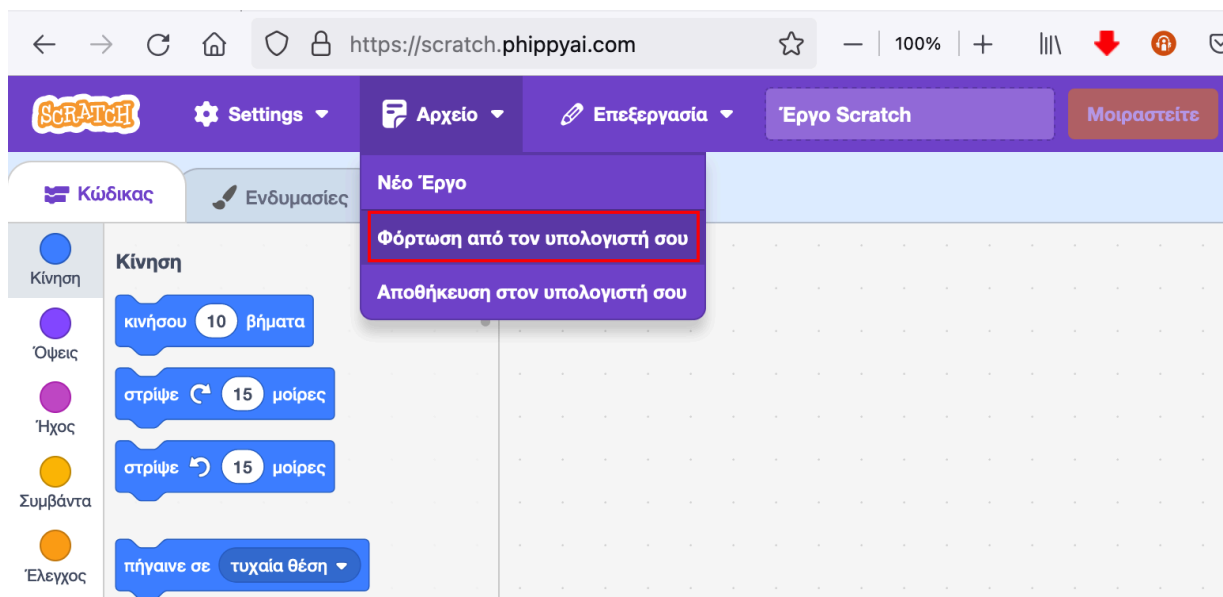 https://scratch.phippyai.com 100%
SCRATCH Settings Αρχείο Επεξεργασία Έργο Scratch Μοιραστείτε
Κώδικας Ενδυμασίες
Νέο Έργο
Φόρτωση από τον υπολογιστή σου
Αποθήκευση στον υπολογιστή σου
Κίνηση
Όψεις
Ήχος
Συμβάντα
Έλεγχος
Κίνηση
κινήσου 10 βήματα
στρίψε 15 μοίρες
στρίψε 15 μοίρες
πήγαινε σε τυχαία θέση